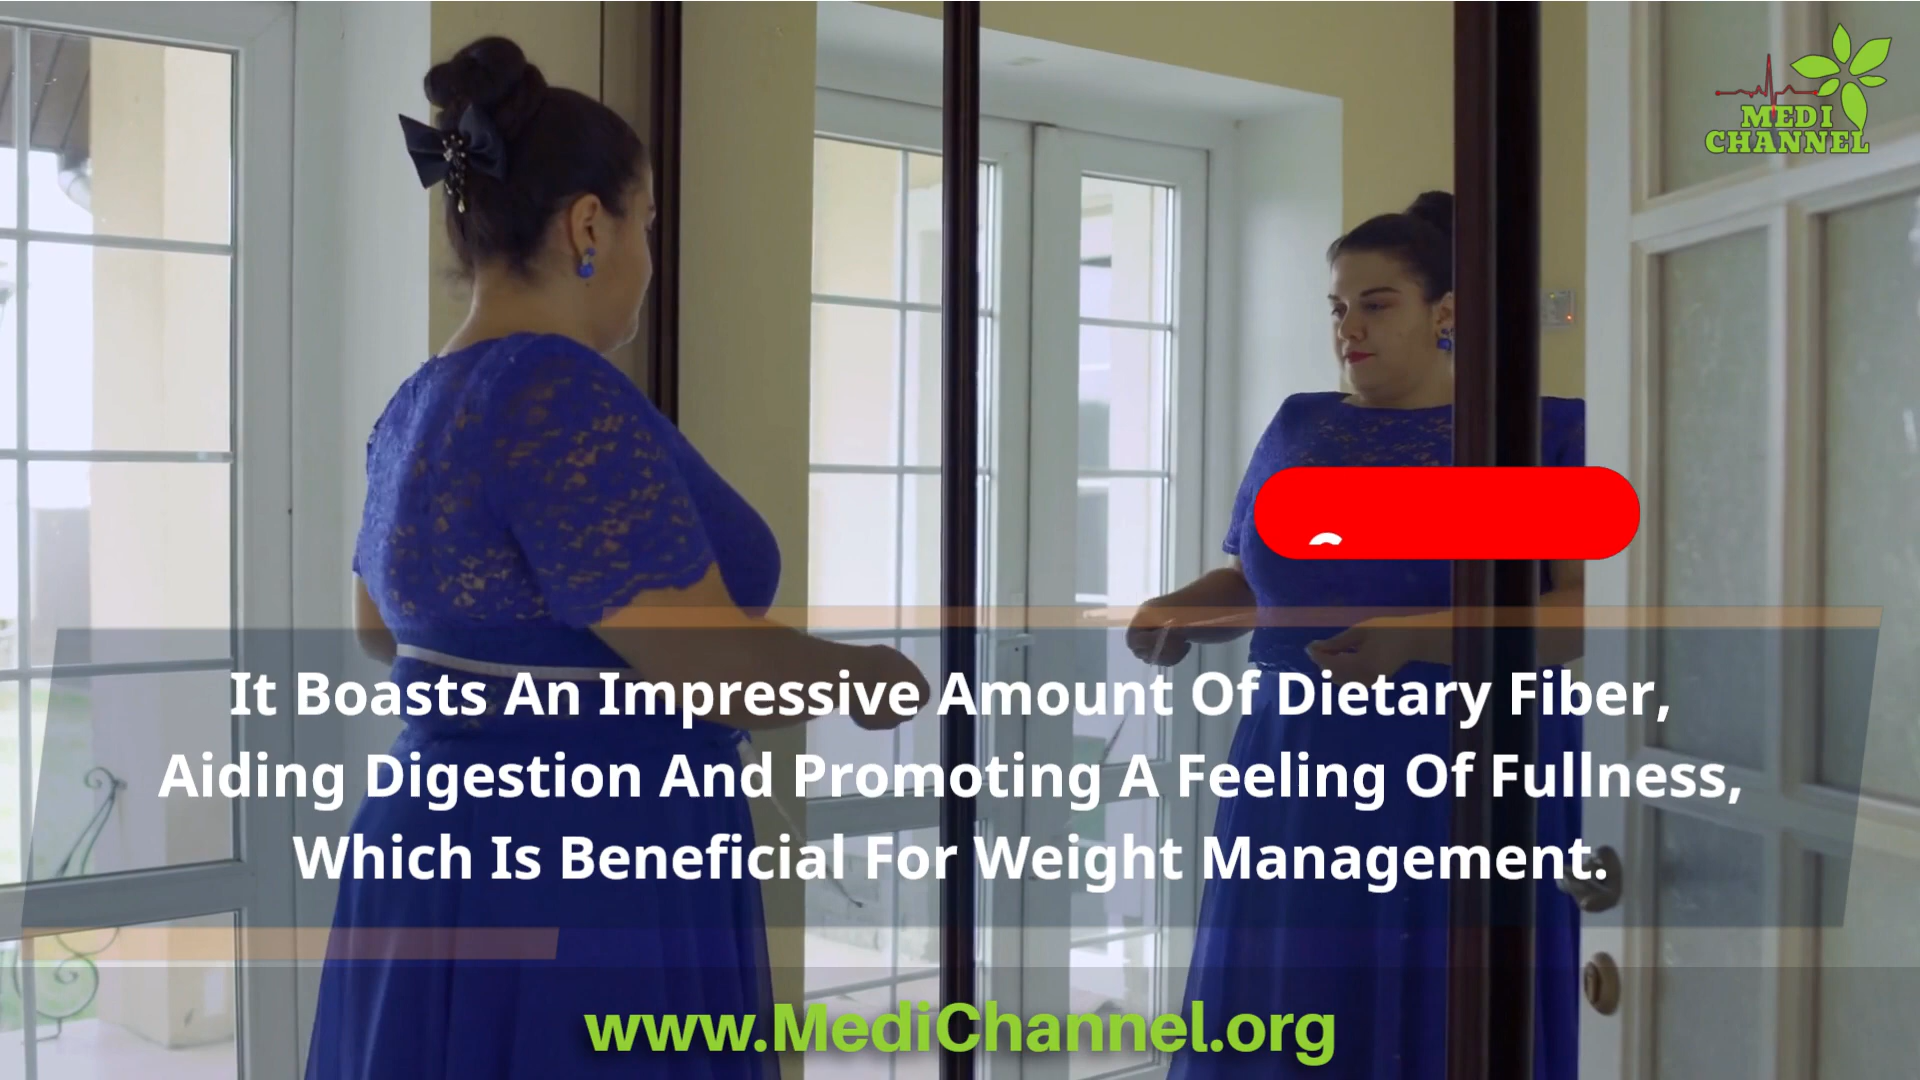 MEDI
CHANNEL
It Boasts An Impressive Amount Of Dietary Fiber,
Aiding Digestion And Promoting A Feeling Of Fullness,
Which Is Beneficial For Weight Management.
www.MediChannel.org